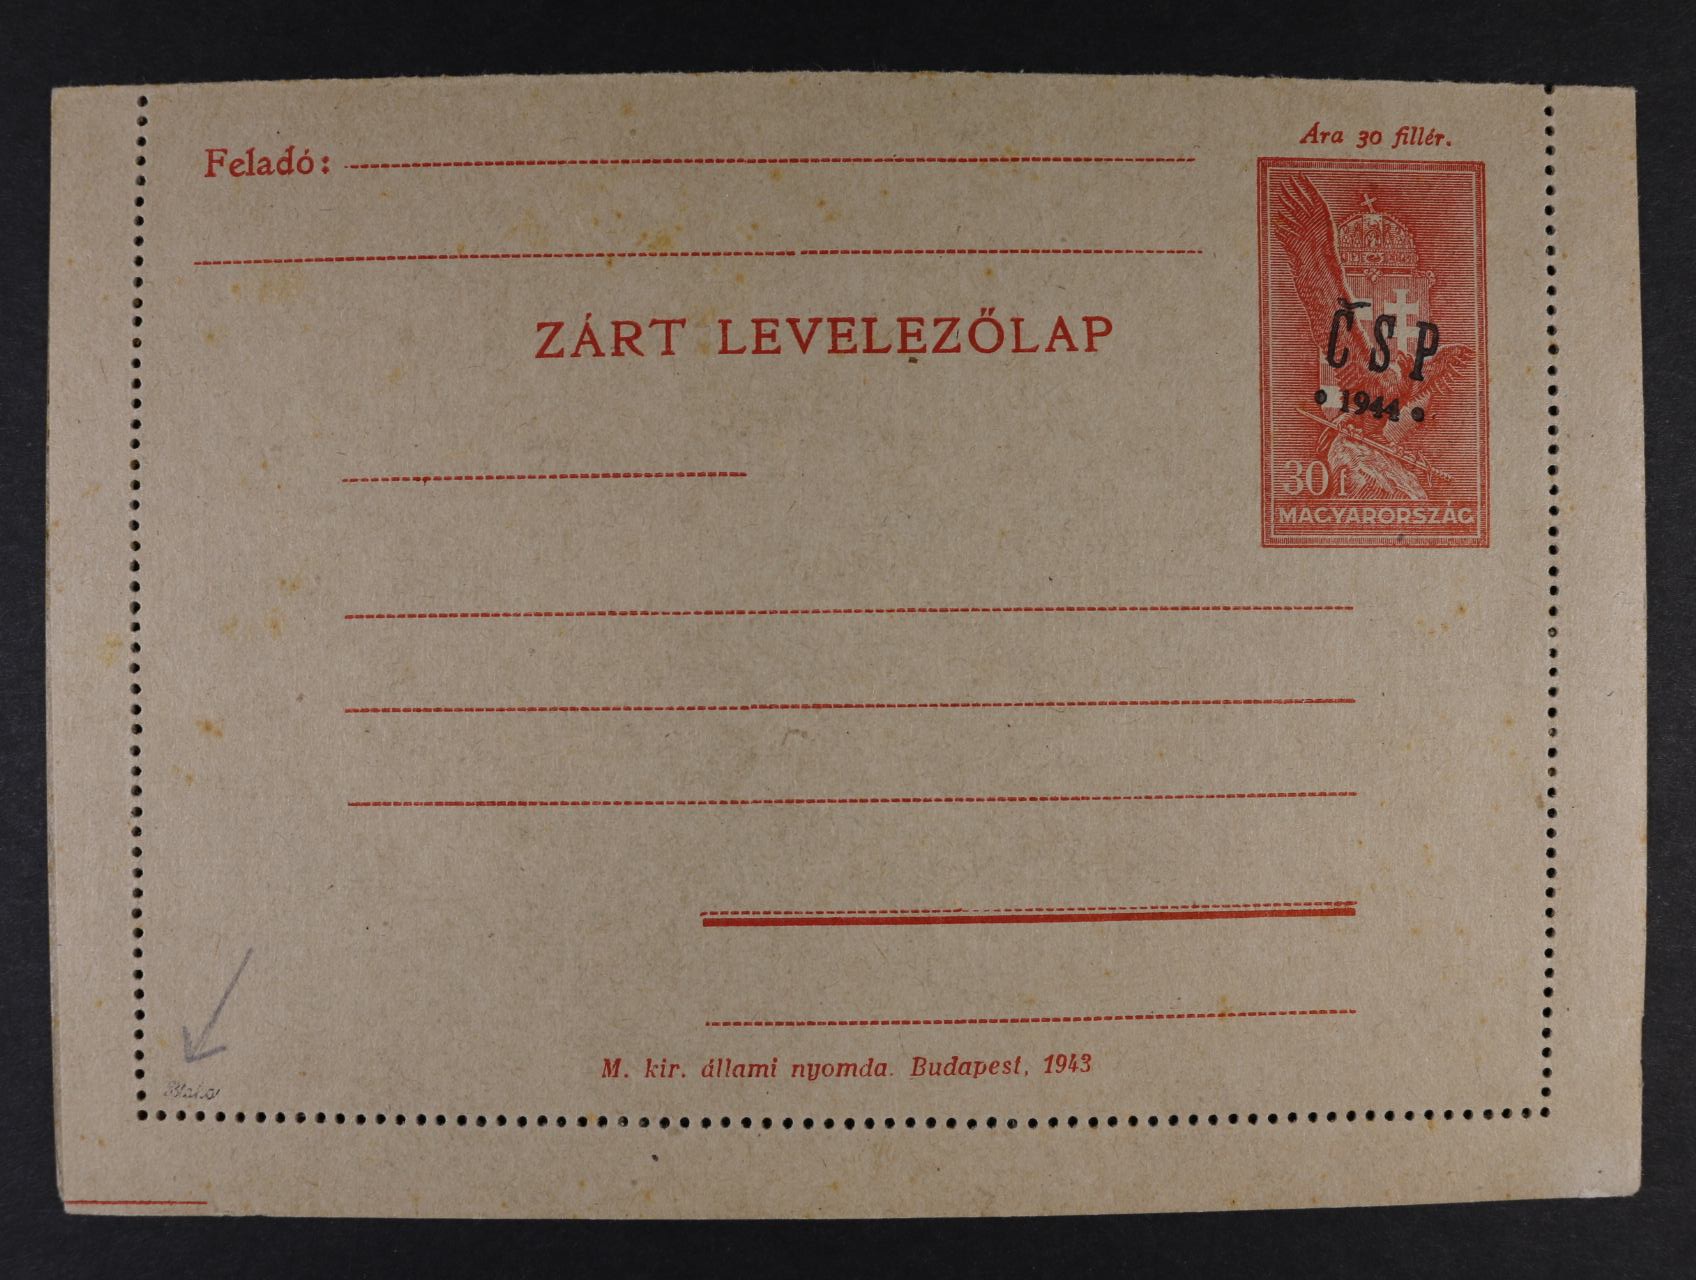 Ára 30 fillér.
Feladó:
ZÁRT LEVELEZŐLAP
ČSP
• 1944 •
30 f
MAGYARORSZÁG
M. kir. állami nyomda. Budapest, 1943